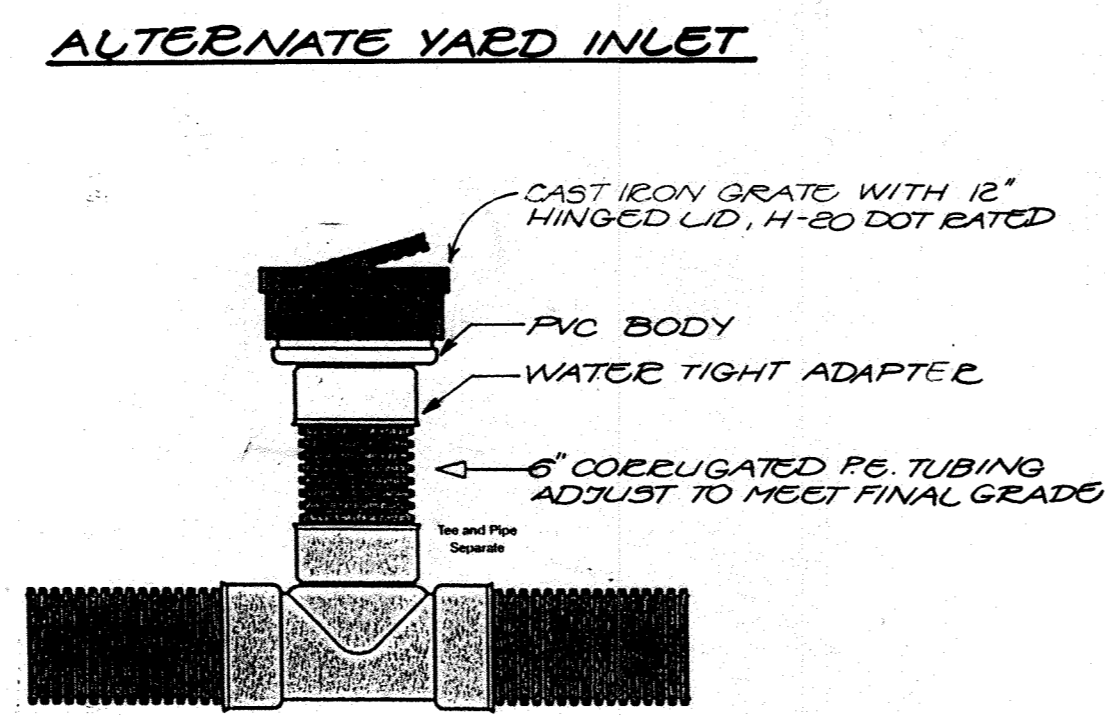 ALTERNATE YARD INLET
CAST IRON GRATE WITH 12"
HINGED LID, H-20 DOT RATED
PVC BODY
WATER TIGHT ADAPTER
6" CORRUGATED P.E. TUBING
ADJUST TO MEET FINAL GRADE
Tee and Pipe
Separate